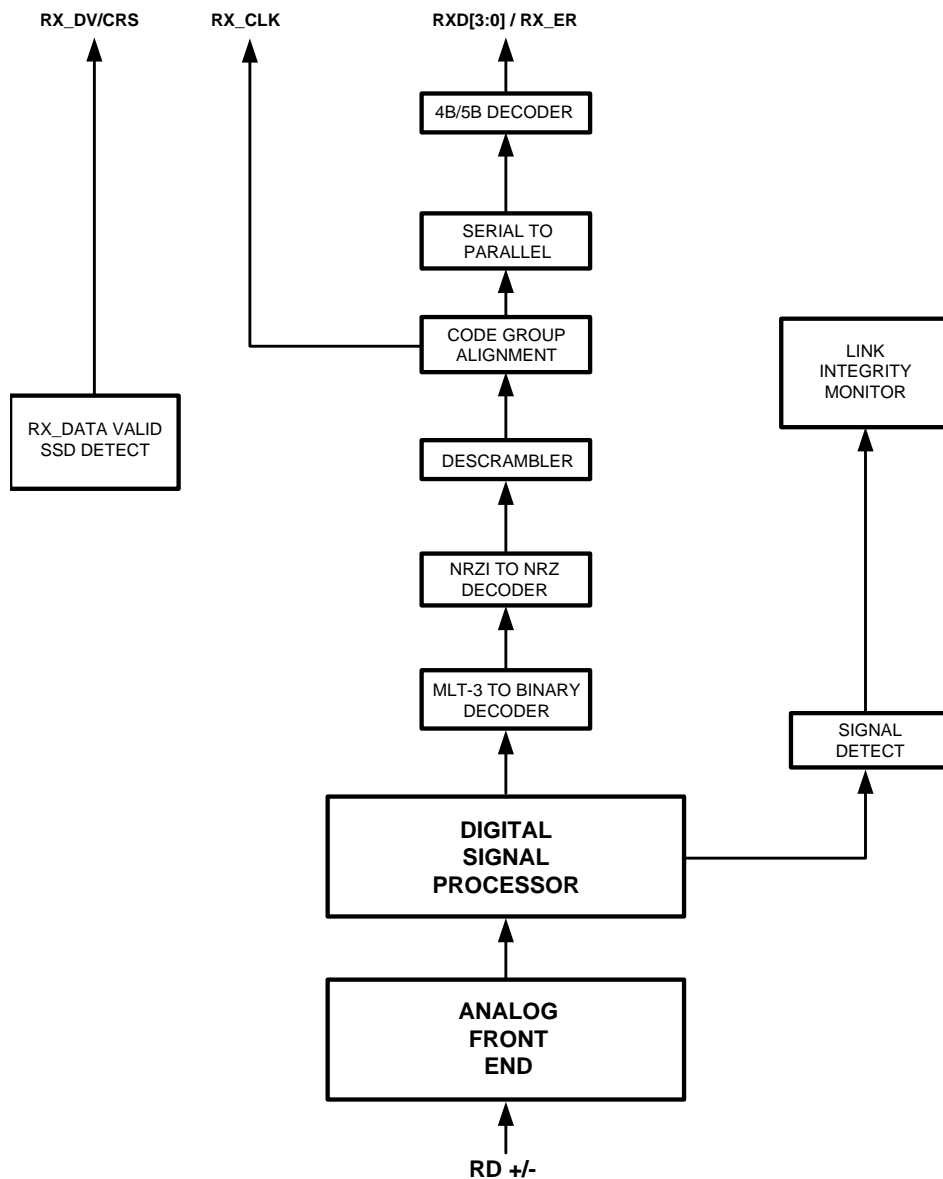 RX_DV/CRS
RX_CLK
RXD[3:0] / RX_ER
4B/5B DECODER
SERIAL TO
PARALLEL
CODE GROUP
ALIGNMENT
LINK
INTEGRITY
MONITOR
RX_DATA VALID
SSD DETECT
DESCRAMBLER
NRZI TO NRZ
DECODER
MLT-3 TO BINARY
DECODER
SIGNAL
DETECT
DIGITAL
SIGNAL
PROCESSOR
ANALOG
FRONT
END
RD +/-